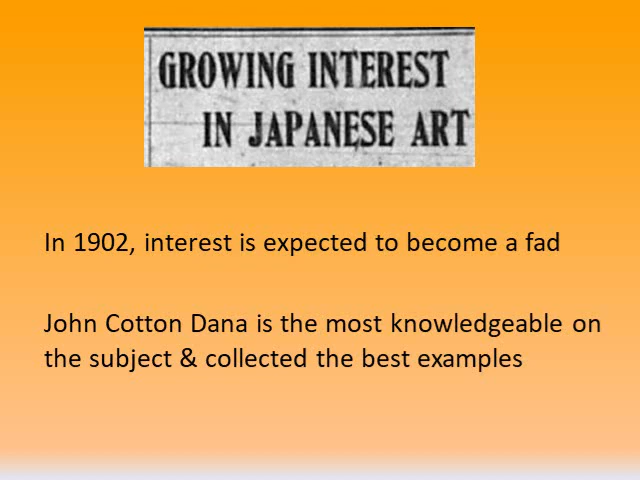 GROWING INTEREST
IN JAPANESE ART
In 1902, interest is expected to become a fad
John Cotton Dana is the most knowledgeable on
the subject & collected the best examples